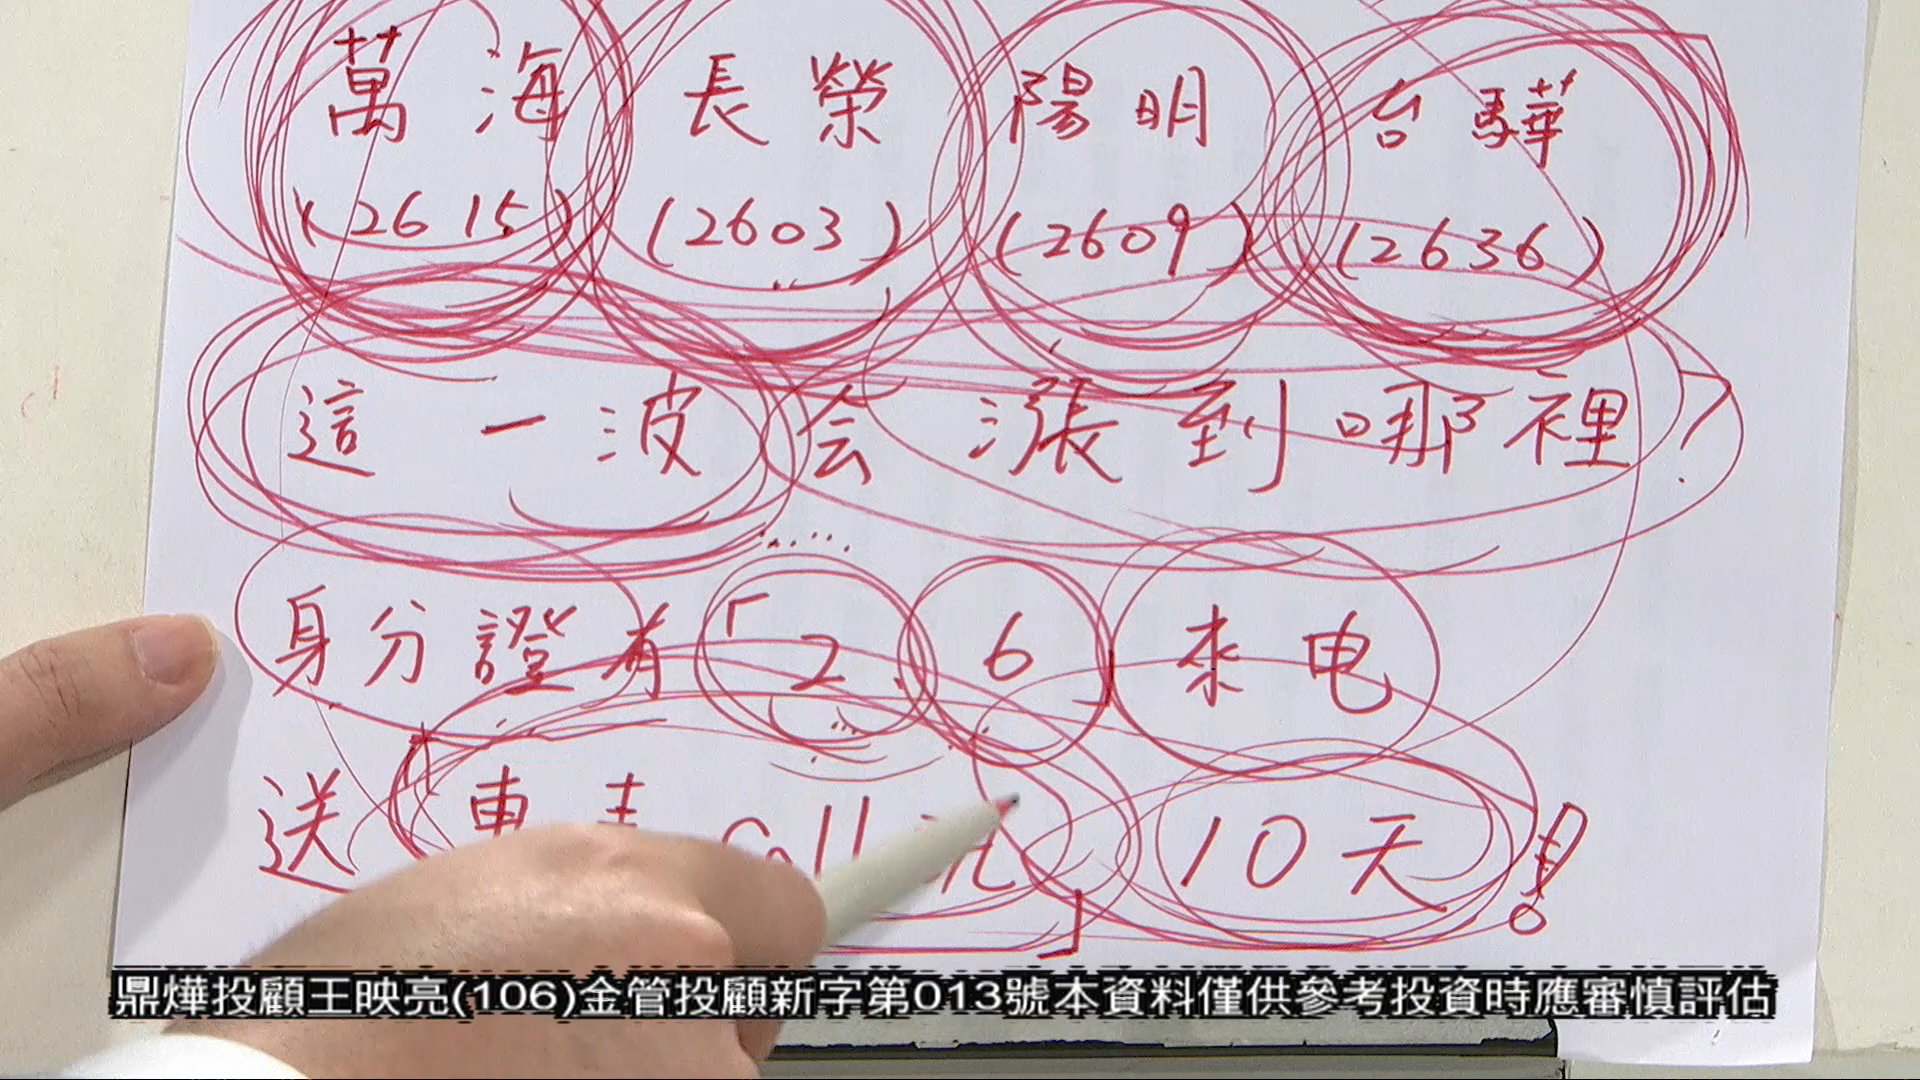 萬海 長榮 陽明 台驊
(2615) (2603) (2609) (2636)
這一波会漲到哪裡?
身分證有「2、6」來电
送 call 10天!
鼎燁投顧王映亮(106)金管投顧新字第013號本資料僅供參考投資時應審慎評估